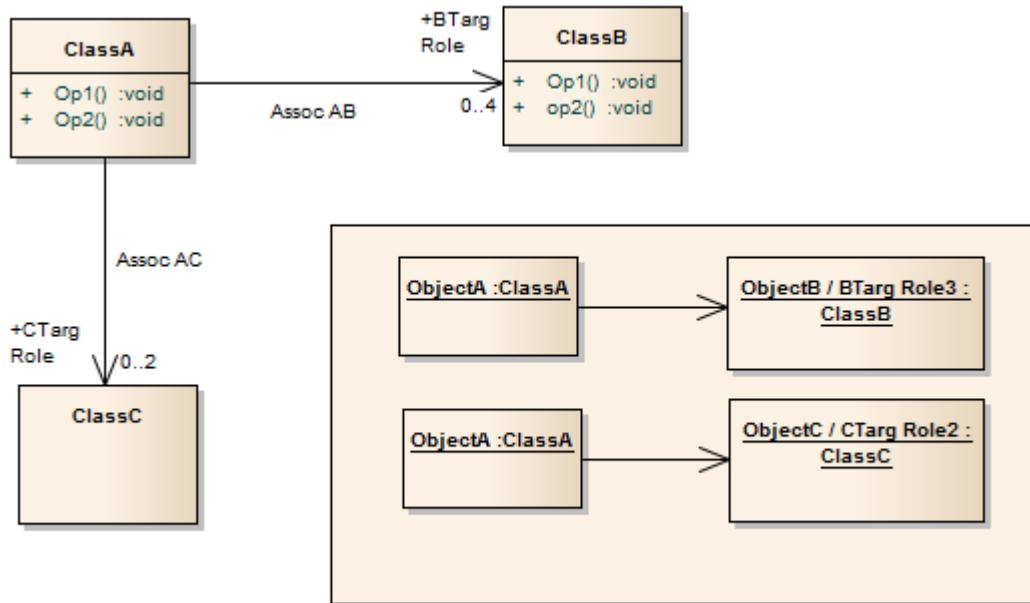 ClassA
+ Op1() :void
+ Op2() :void
Assoc AB
+BTarg
Role
0..4
ClassB
+ Op1() :void
+ op2() :void
Assoc AC
+CTarg
Role
0..2
ClassC
ObjectA :ClassA
ObjectB / BTarg Role3 :
ClassB
ObjectA :ClassA
ObjectC / CTarg Role2 :
ClassC